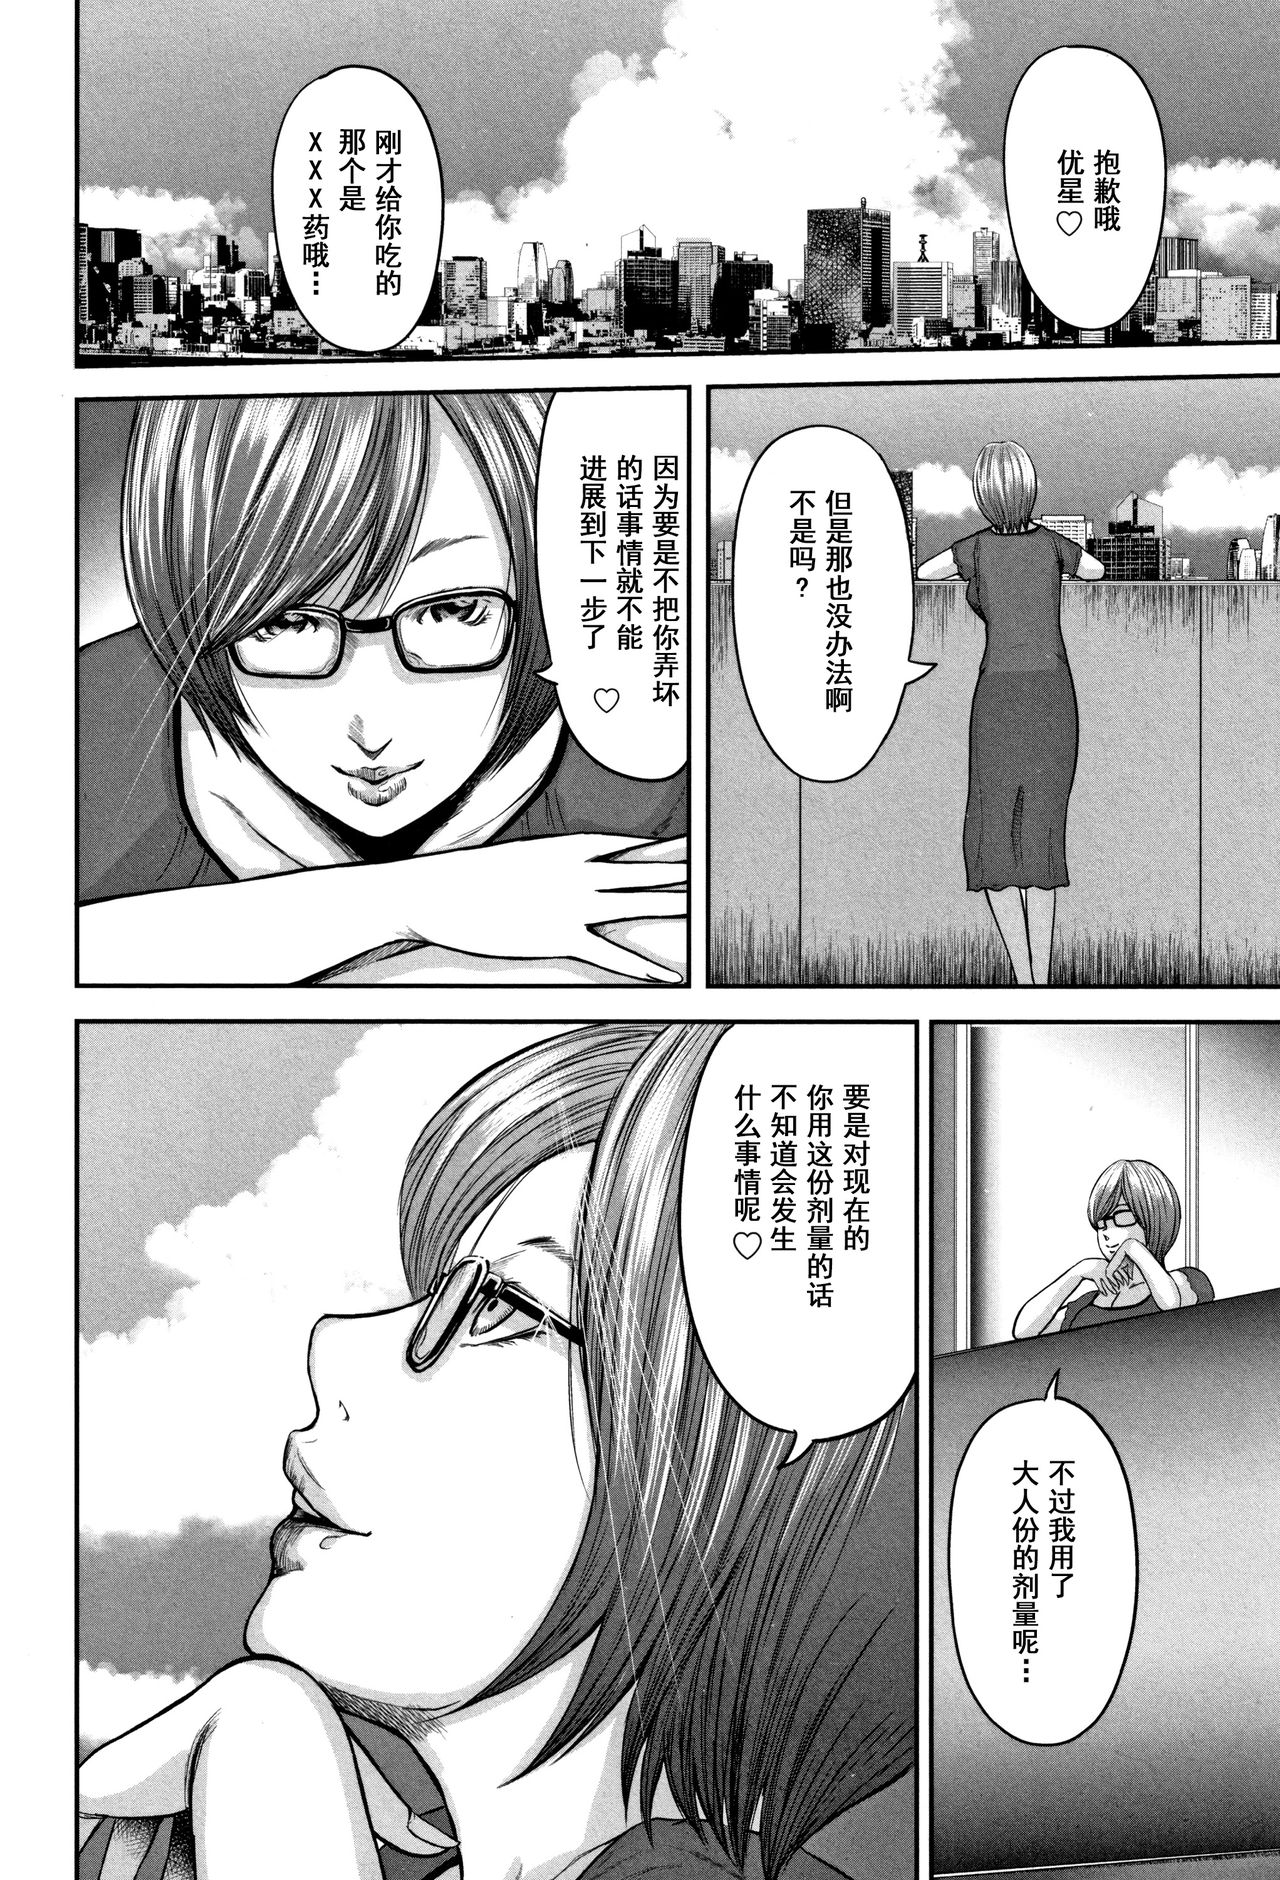 抱歉哦
优星♡
刚才给你吃的
那个是
XXX药哦…
但是那也没办法啊
不是吗？
因为要是不把你弄坏
的话事情就不能
进展到下一步了
♡
不过我用了
大人份的剂量呢…
要是对现在的
你用这份剂量的话
不知道会发生
什么事情呢♡